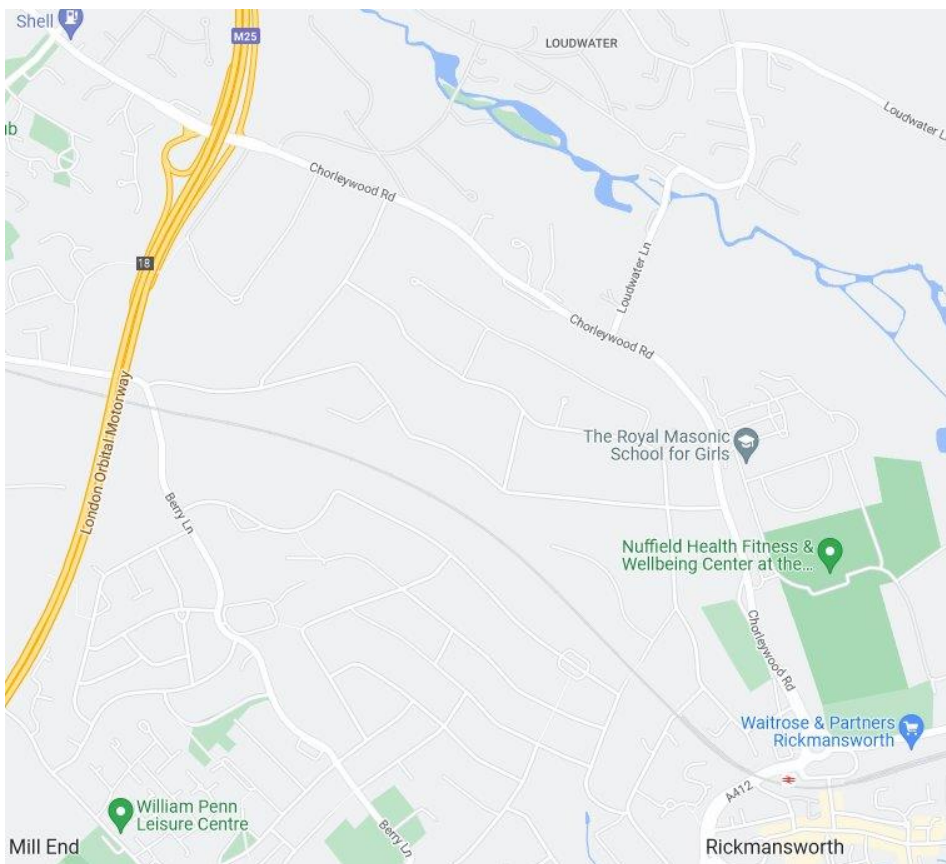 Shell
M25
LOUDWATER
Loudwater L
ub
Chorleywood Rd
18
Loudwater Ln
Chorleywood Rd
London Orbital Motorway
The Royal Masonic
School for Girls
Berry Ln
Nuffield Health Fitness &
Wellbeing Center at the...
Chorleywood Rd
Waitrose & Partners
Rickmansworth
A412
William Penn
Leisure Centre
Berry Ln
Mill End
Rickmansworth